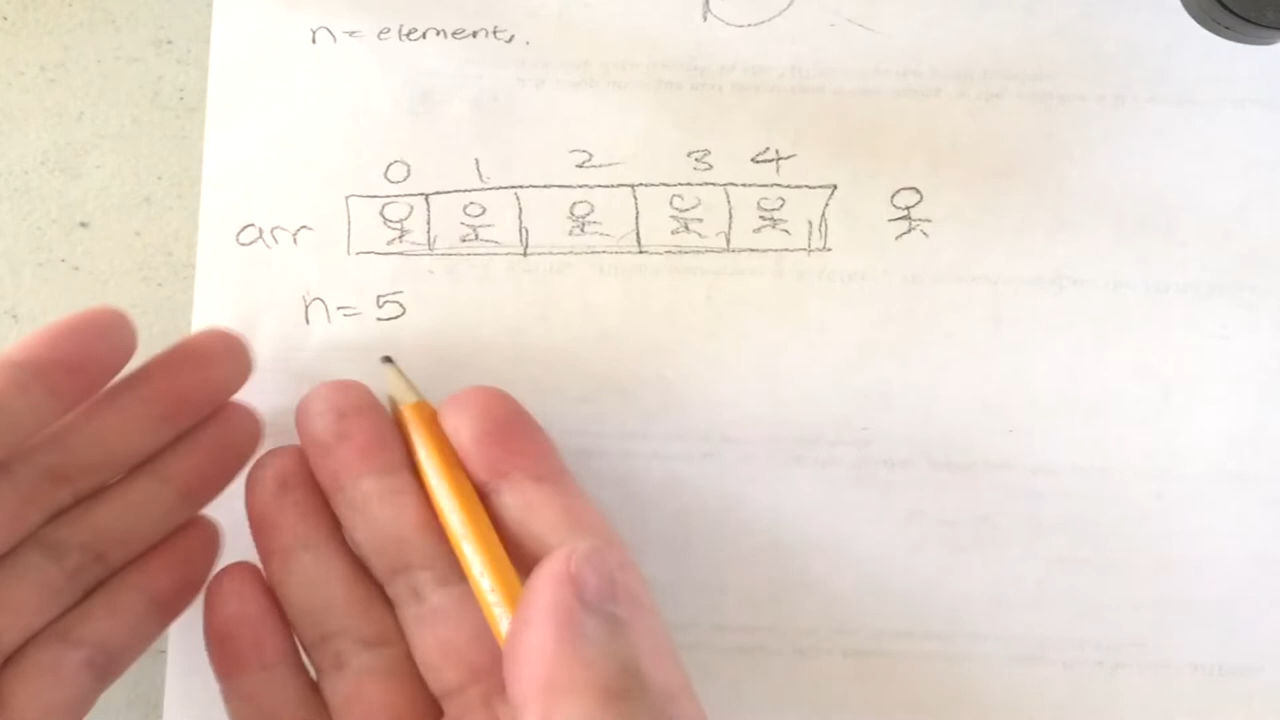 n = elements.
0 1 2 3 4
arr
n = 5